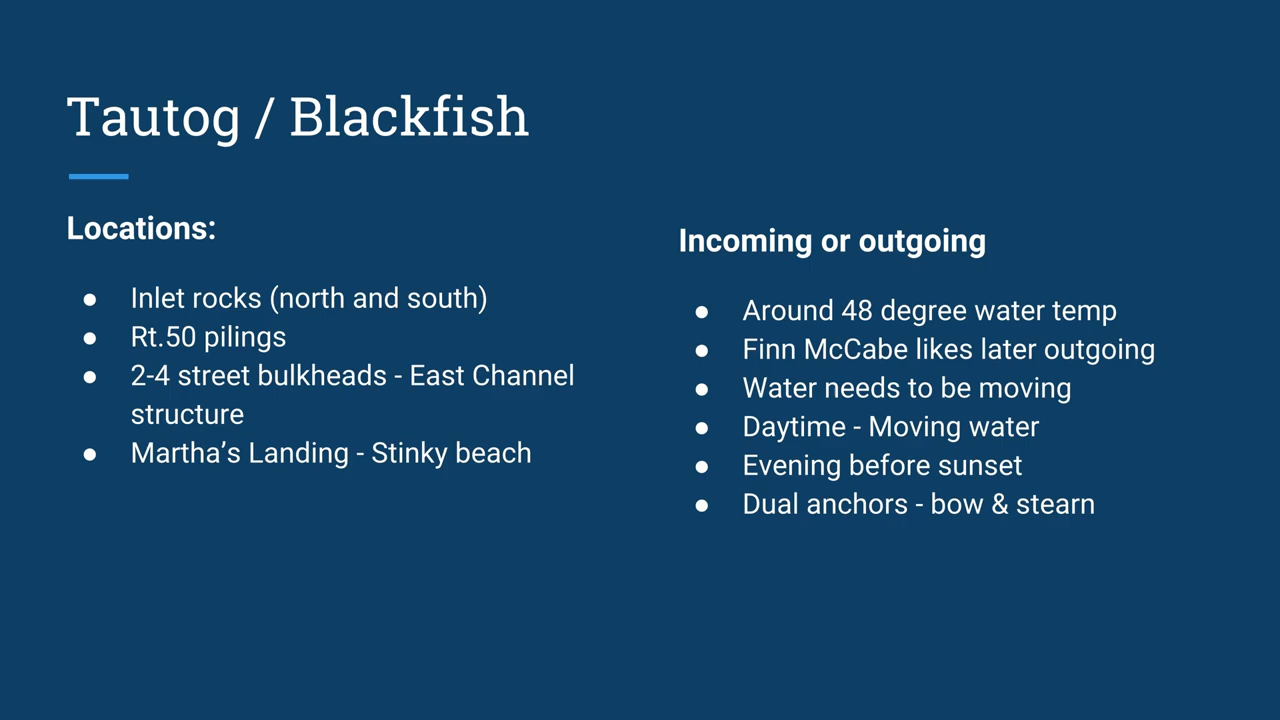 Tautog / Blackfish
Locations:
● Inlet rocks (north and south)
● Rt.50 pilings
● 2-4 street bulkheads - East Channel
structure
● Martha's Landing - Stinky beach
Incoming or outgoing
● Around 48 degree water temp
● Finn McCabe likes later outgoing
● Water needs to be moving
● Daytime - Moving water
● Evening before sunset
● Dual anchors - bow & stearn